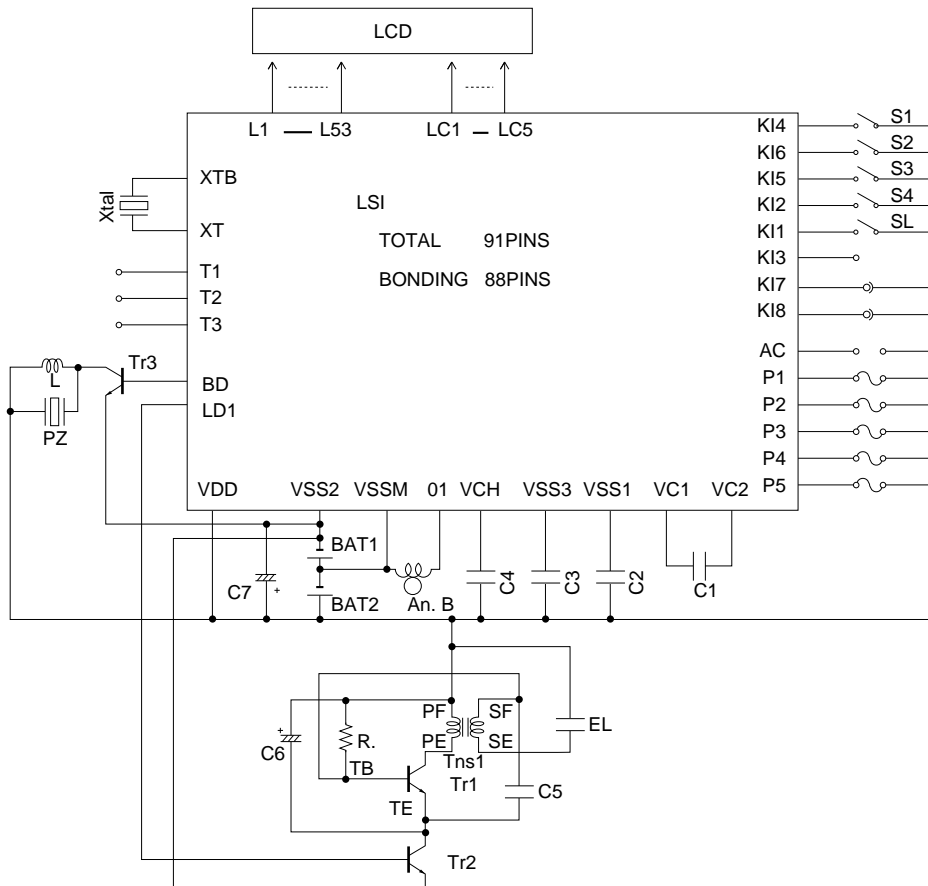 LCD
L1 L53 LC1 LC5
KI4 S1
KI6 S2
KI5 S3
KI2 S4
KI1 SL
KI3
KI7
KI8
AC
P1
P2
P3
P4
P5
XTB
Xtal
XT
LSI
TOTAL 91PINS
BONDING 88PINS
T1
T2
T3
Tr3
L
PZ
BD
LD1
VDD VSS2 VSSM 01 VCH VSS3 VSS1 VC1 VC2
BAT1
C7 +
BAT2
An. B
C4
C3
C2
C1
PF SF
PE SE
EL
+
C6
R.
TB
Tns1
Tr1
TE
C5
Tr2